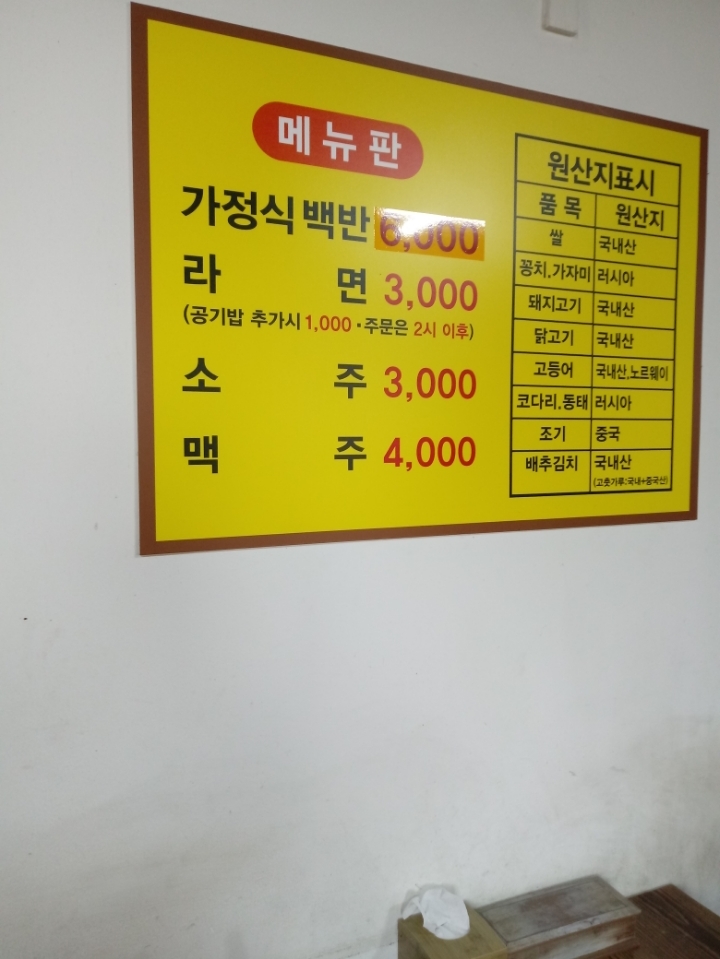 메뉴판
가정식 백반 6,000
라면 3,000
(공기밥 추가시 1,000 · 주문은 2시 이후)
소주 3,000
맥주 4,000
원산지표시
품목 원산지
쌀 국내산
꽁치.가자미 러시아
돼지고기 국내산
닭고기 국내산
고등어 국내산,노르웨이
코다리.동태 러시아
조기 중국
배추김치 국내산
(고춧가루:국내+중국산)